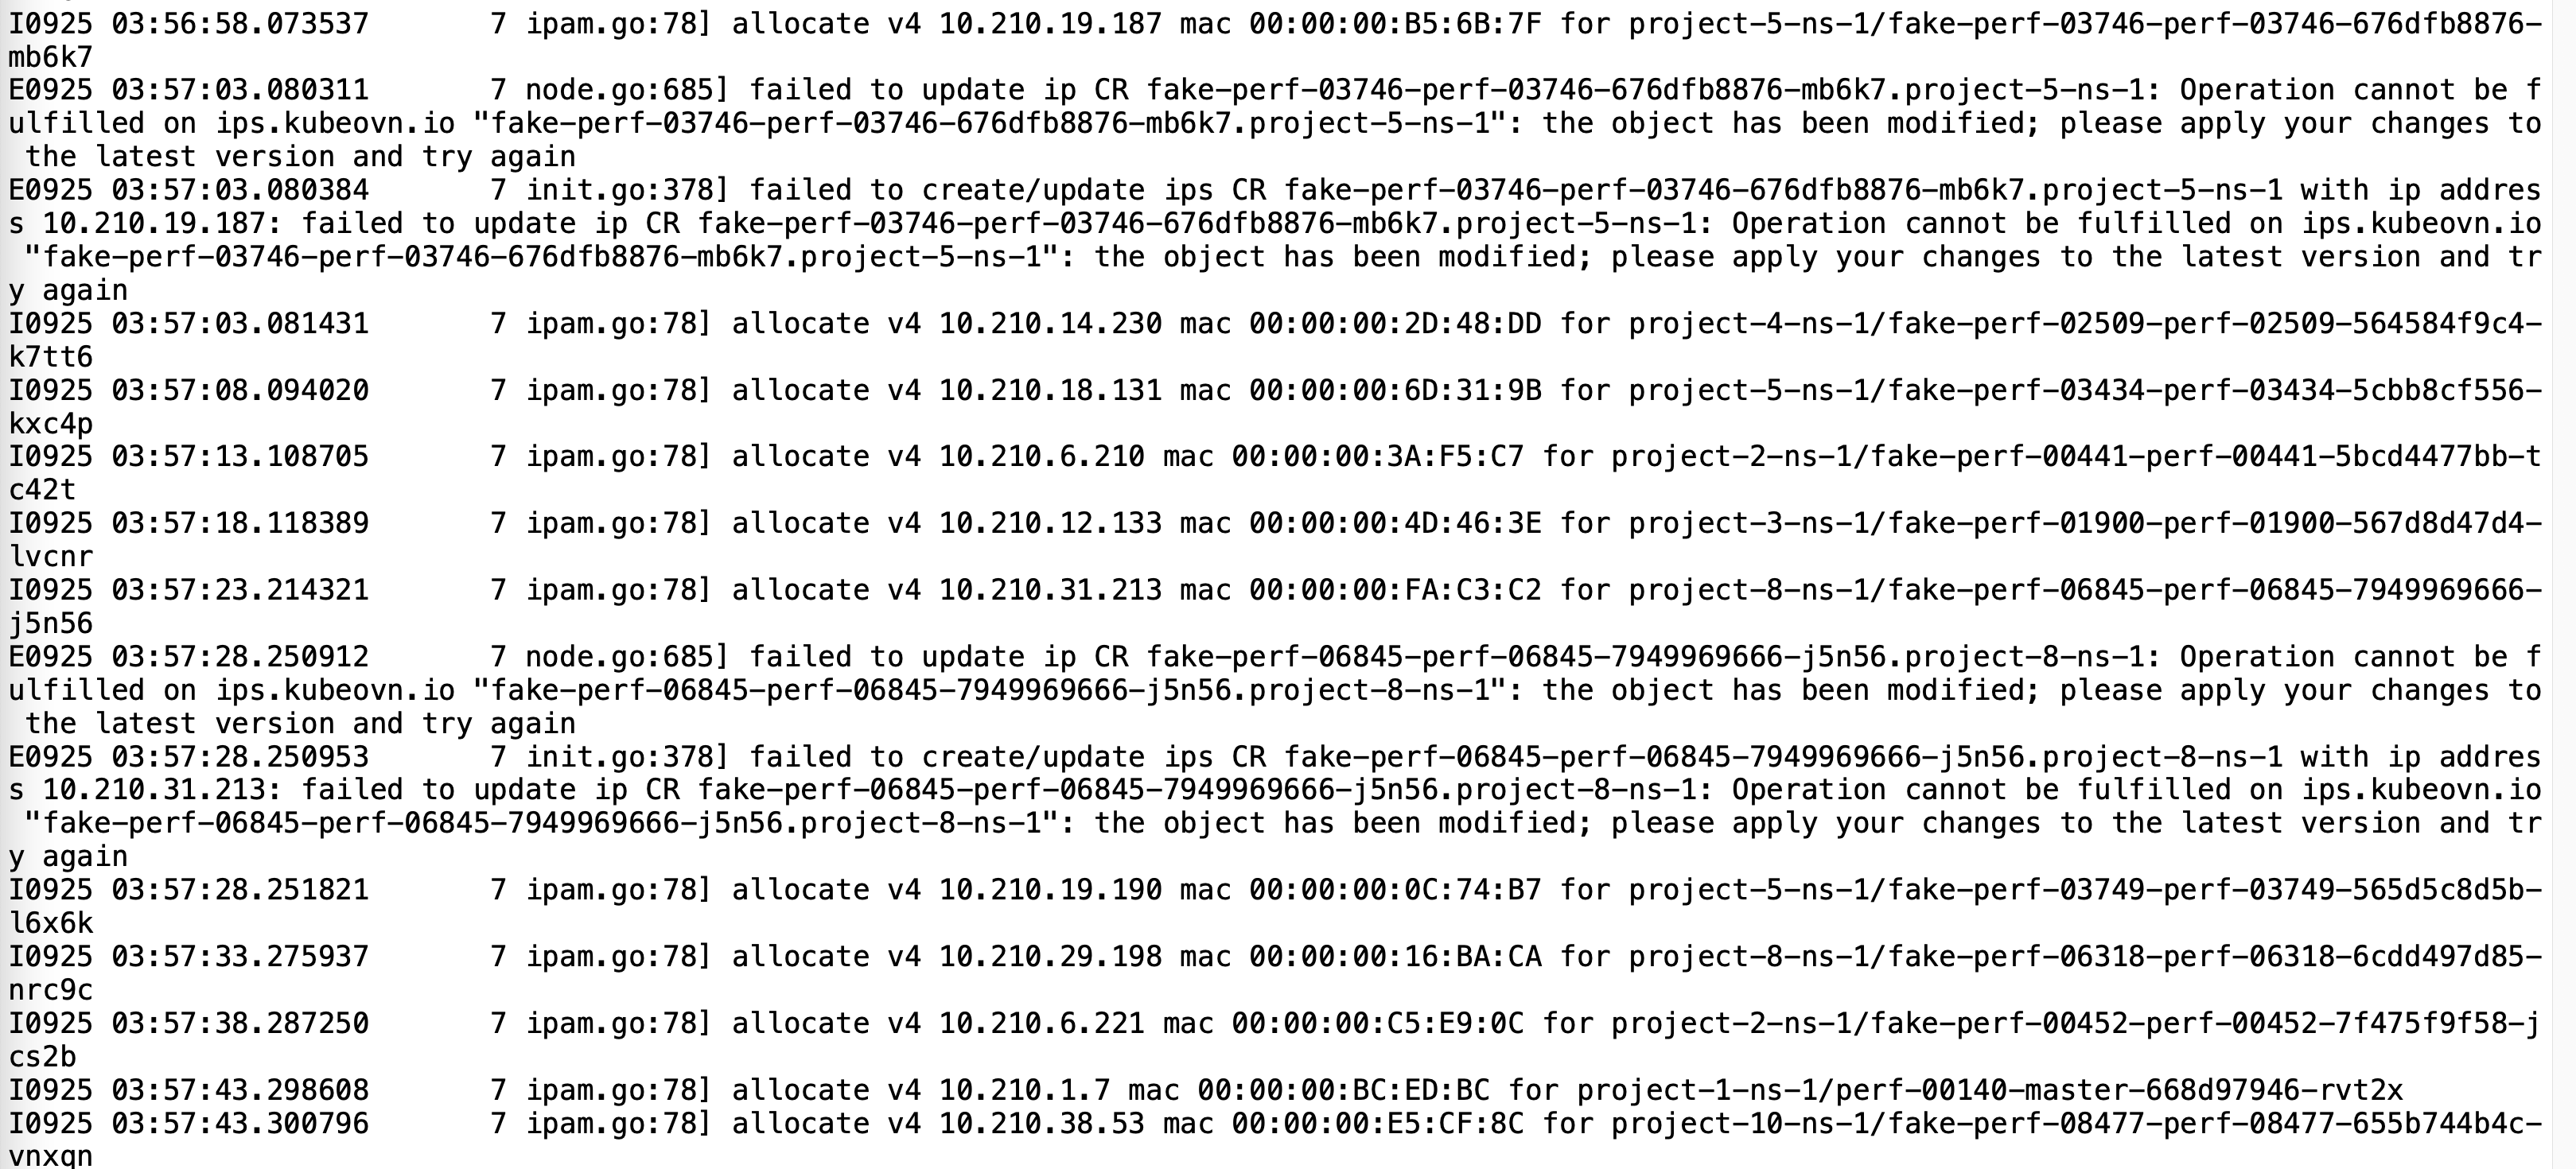 I0925 03:56:58.073537       7 ipam.go:78] allocate v4 10.210.19.187 mac 00:00:00:B5:6B:7F for project-5-ns-1/fake-perf-03746-perf-03746-676dfb8876-
mb6k7
E0925 03:57:03.080311       7 node.go:685] failed to update ip CR fake-perf-03746-perf-03746-676dfb8876-mb6k7.project-5-ns-1: Operation cannot be f
ulfilled on ips.kubeovn.io "fake-perf-03746-perf-03746-676dfb8876-mb6k7.project-5-ns-1": the object has been modified; please apply your changes to
 the latest version and try again
E0925 03:57:03.080384       7 init.go:378] failed to create/update ips CR fake-perf-03746-perf-03746-676dfb8876-mb6k7.project-5-ns-1 with ip addres
s 10.210.19.187: failed to update ip CR fake-perf-03746-perf-03746-676dfb8876-mb6k7.project-5-ns-1: Operation cannot be fulfilled on ips.kubeovn.io
 "fake-perf-03746-perf-03746-676dfb8876-mb6k7.project-5-ns-1": the object has been modified; please apply your changes to the latest version and tr
y again
I0925 03:57:03.081431       7 ipam.go:78] allocate v4 10.210.14.230 mac 00:00:00:2D:48:DD for project-4-ns-1/fake-perf-02509-perf-02509-564584f9c4-
k7tt6
I0925 03:57:08.094020       7 ipam.go:78] allocate v4 10.210.18.131 mac 00:00:00:6D:31:9B for project-5-ns-1/fake-perf-03434-perf-03434-5cbb8cf556-
kxc4p
I0925 03:57:13.108705       7 ipam.go:78] allocate v4 10.210.6.210 mac 00:00:00:3A:F5:C7 for project-2-ns-1/fake-perf-00441-perf-00441-5bcd4477bb-t
c42t
I0925 03:57:18.118389       7 ipam.go:78] allocate v4 10.210.12.133 mac 00:00:00:4D:46:3E for project-3-ns-1/fake-perf-01900-perf-01900-567d8d47d4-
lvcnr
I0925 03:57:23.214321       7 ipam.go:78] allocate v4 10.210.31.213 mac 00:00:00:FA:C3:C2 for project-8-ns-1/fake-perf-06845-perf-06845-7949969666-
j5n56
E0925 03:57:28.250912       7 node.go:685] failed to update ip CR fake-perf-06845-perf-06845-7949969666-j5n56.project-8-ns-1: Operation cannot be f
ulfilled on ips.kubeovn.io "fake-perf-06845-perf-06845-7949969666-j5n56.project-8-ns-1": the object has been modified; please apply your changes to
 the latest version and try again
E0925 03:57:28.250953       7 init.go:378] failed to create/update ips CR fake-perf-06845-perf-06845-7949969666-j5n56.project-8-ns-1 with ip addres
s 10.210.31.213: failed to update ip CR fake-perf-06845-perf-06845-7949969666-j5n56.project-8-ns-1: Operation cannot be fulfilled on ips.kubeovn.io
 "fake-perf-06845-perf-06845-7949969666-j5n56.project-8-ns-1": the object has been modified; please apply your changes to the latest version and tr
y again
I0925 03:57:28.251821       7 ipam.go:78] allocate v4 10.210.19.190 mac 00:00:00:0C:74:B7 for project-5-ns-1/fake-perf-03749-perf-03749-565d5c8d5b-
l6x6k
I0925 03:57:33.275937       7 ipam.go:78] allocate v4 10.210.29.198 mac 00:00:00:16:BA:CA for project-8-ns-1/fake-perf-06318-perf-06318-6cdd497d85-
nrc9c
I0925 03:57:38.287250       7 ipam.go:78] allocate v4 10.210.6.221 mac 00:00:00:C5:E9:0C for project-2-ns-1/fake-perf-00452-perf-00452-7f475f9f58-j
cs2b
I0925 03:57:43.298608       7 ipam.go:78] allocate v4 10.210.1.7 mac 00:00:00:BC:ED:BC for project-1-ns-1/perf-00140-master-668d97946-rvt2x
I0925 03:57:43.300796       7 ipam.go:78] allocate v4 10.210.38.53 mac 00:00:00:E5:CF:8C for project-10-ns-1/fake-perf-08477-perf-08477-655b744b4c-
vnxqn